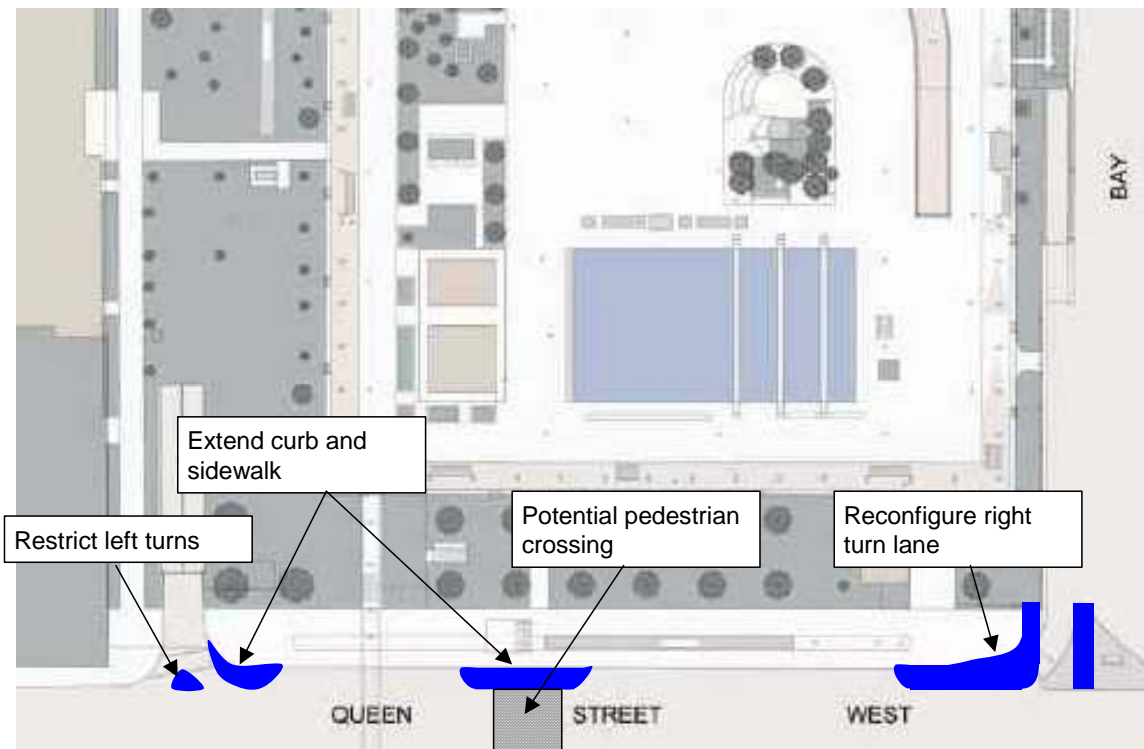 BAY
Extend curb and
sidewalk
Restrict left turns
Potential pedestrian
crossing
Reconfigure right
turn lane
QUEEN STREET WEST